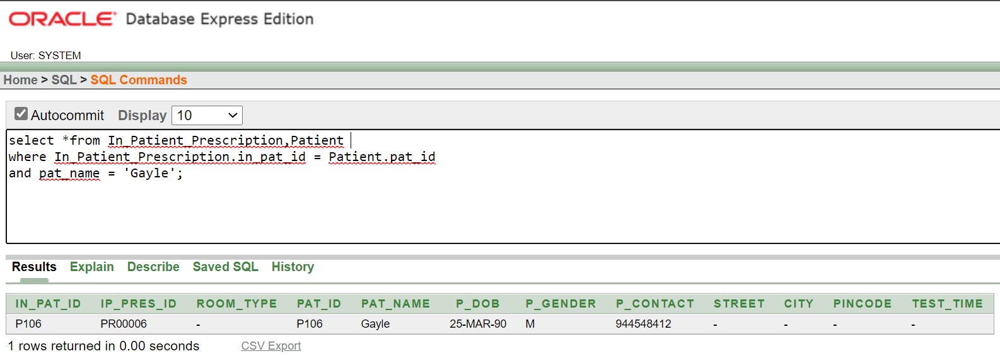 ORACLE® Database Express Edition
User: SYSTEM
Home > SQL > SQL Commands
Autocommit Display 10
select *from In_Patient_Prescription,Patient
where In_Patient_Prescription.in_pat_id = Patient.pat_id
and pat_name = 'Gayle';
Results Explain Describe Saved SQL History
IN_PAT_ID IP_PRES_ID ROOM_TYPE PAT_ID PAT_NAME P_DOB P_GENDER P_CONTACT STREET CITY PINCODE TEST_TIME
P106 PR00006 - P106 Gayle 25-MAR-90 M 944548412 - - - -
1 rows returned in 0.00 seconds CSV Export